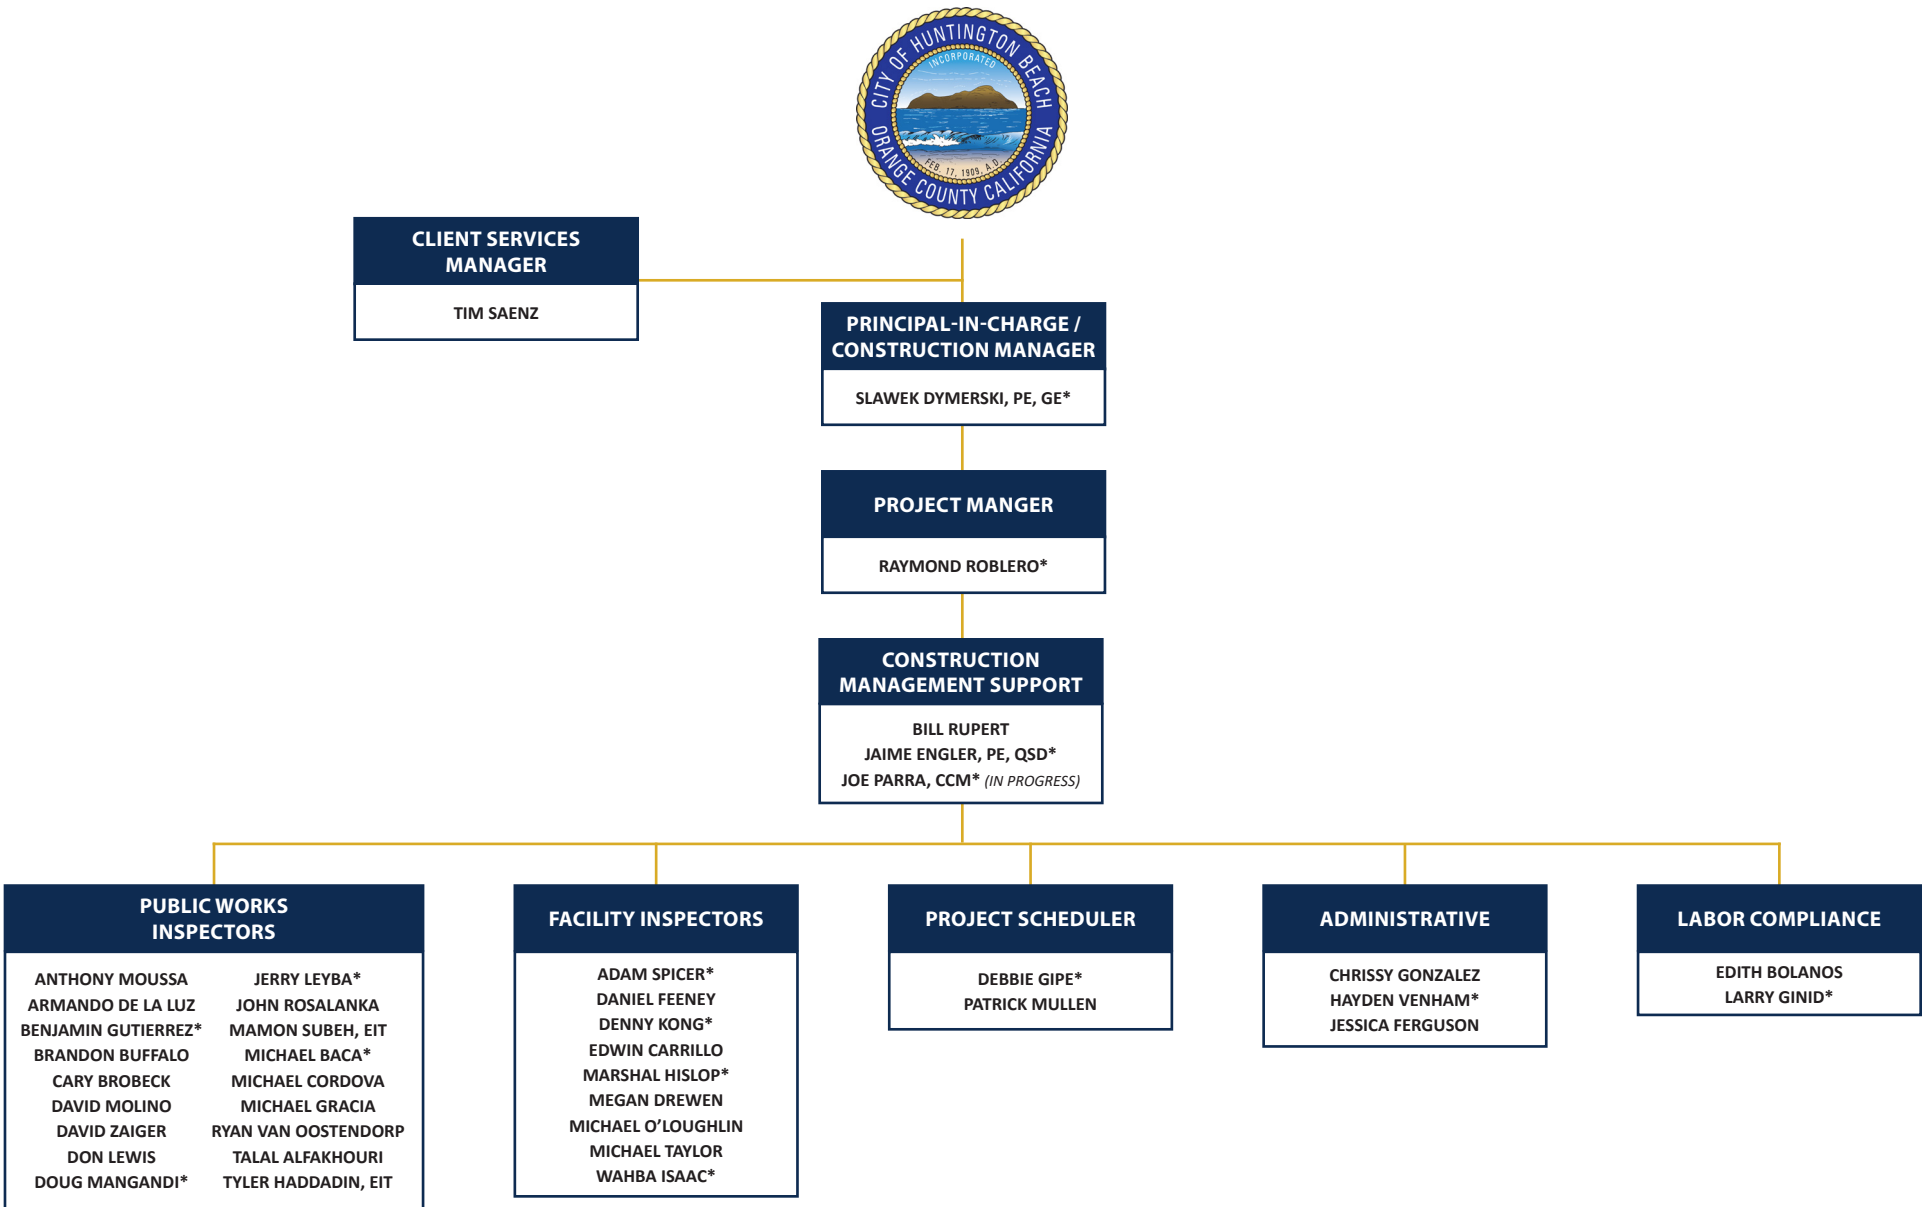 CITY OF HUNTINGTON BEACH
INCORPORATED
FEB. 17, 1909, A.D.
ORANGE COUNTY CALIFORNIA
CLIENT SERVICES
MANAGER
TIM SAENZ
PRINCIPAL-IN-CHARGE /
CONSTRUCTION MANAGER
SLAWEK DYMERSKI, PE, GE*
PROJECT MANGER
RAYMOND ROBLERO*
CONSTRUCTION
MANAGEMENT SUPPORT
BILL RUPERT
JAIME ENGLER, PE, QSD*
JOE PARRA, CCM* (IN PROGRESS)
PUBLIC WORKS
INSPECTORS
ANTHONY MOUSSA
ARMANDO DE LA LUZ
BENJAMIN GUTIERREZ*
BRANDON BUFFALO
CARY BROBECK
DAVID MOLINO
DAVID ZAIGER
DON LEWIS
DOUG MANGANDI*
JERRY LEYBA*
JOHN ROSALANKA
MAMON SUBEH, EIT
MICHAEL BACA*
MICHAEL CORDOVA
MICHAEL GRACIA
RYAN VAN OOSTENDORP
TALAL ALFAKHOURI
TYLER HADDADIN, EIT
FACILITY INSPECTORS
ADAM SPICER*
DANIEL FEENEY
DENNY KONG*
EDWIN CARRILLO
MARSHAL HISLOP*
MEGAN DREWEN
MICHAEL O’LOUGHLIN
MICHAEL TAYLOR
WAHBA ISAAC*
PROJECT SCHEDULER
DEBBIE GIPE*
PATRICK MULLEN
ADMINISTRATIVE
CHRISSY GONZALEZ
HAYDEN VENHAM*
JESSICA FERGUSON
LABOR COMPLIANCE
EDITH BOLANOS
LARRY GINID*